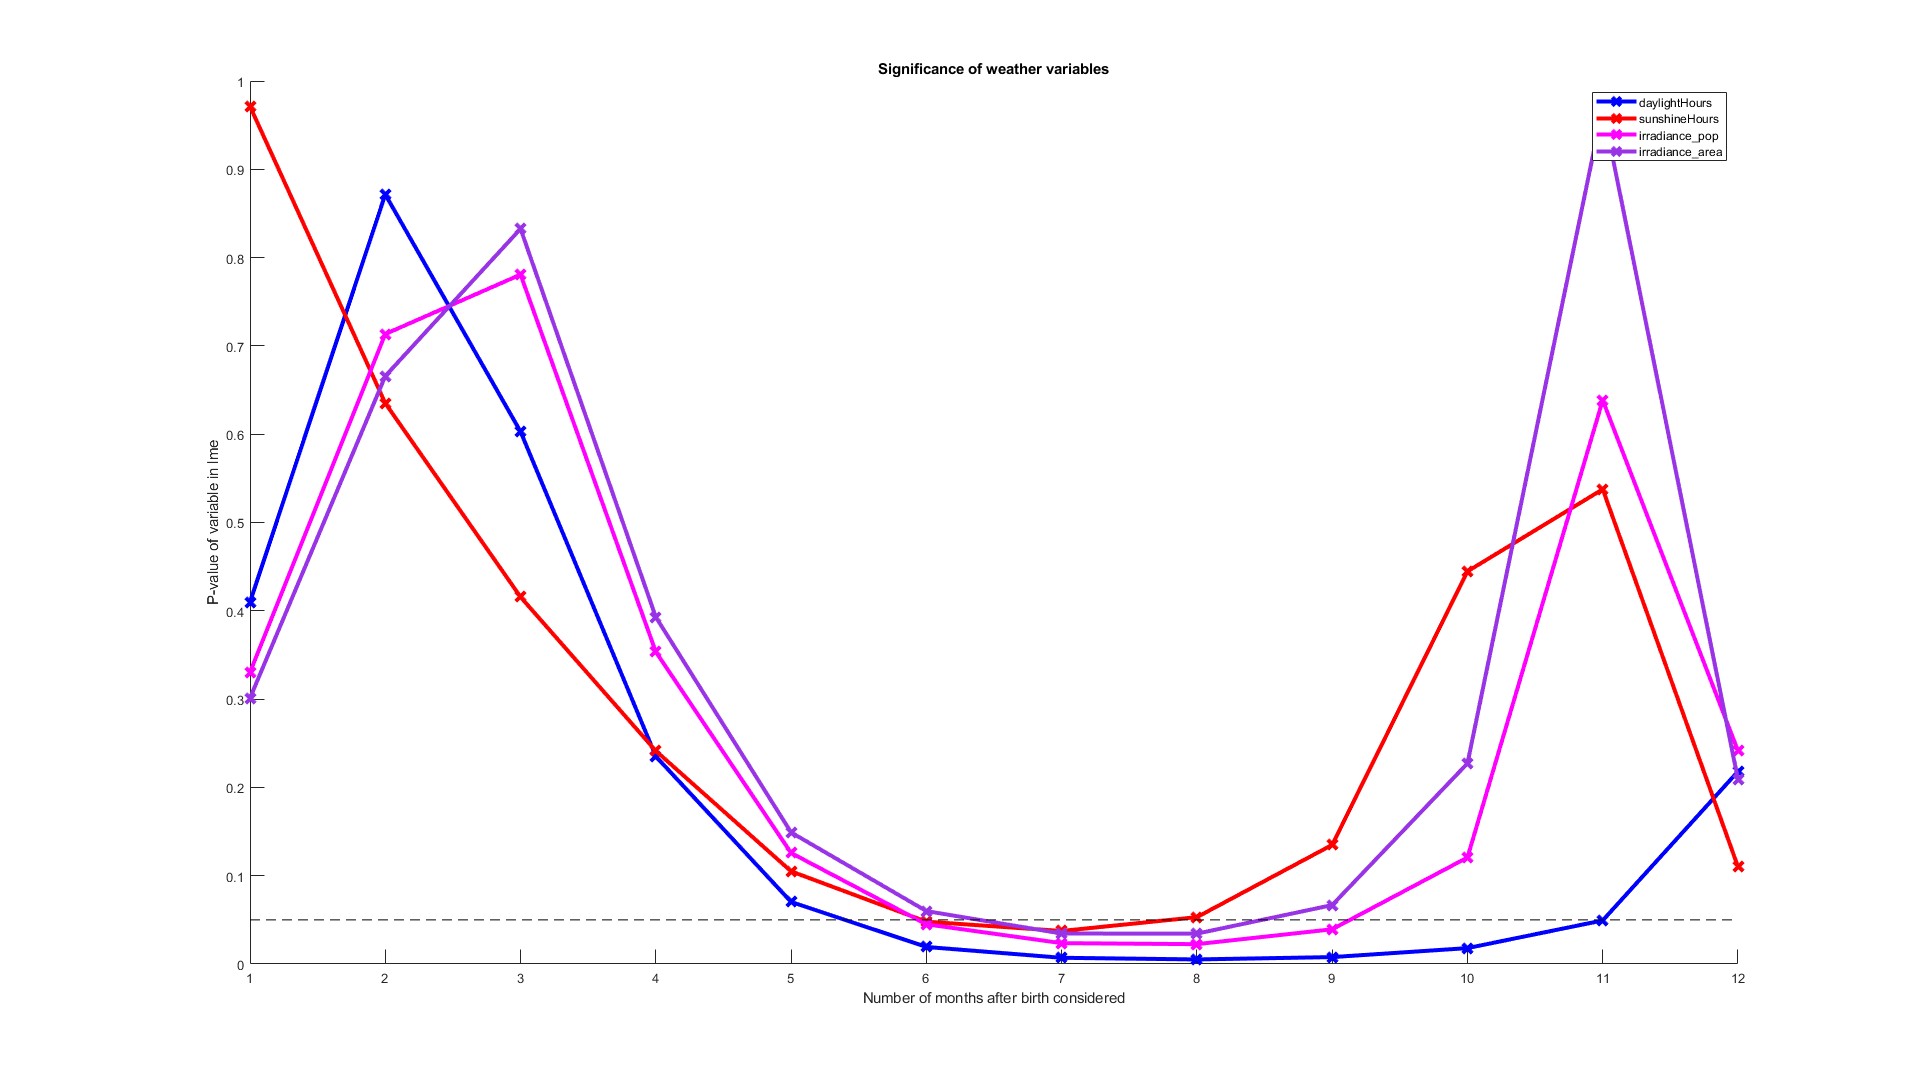 Significance of weather variables
daylightHours
sunshineHours
irradiance_pop
irradiance_area
P-value of variable in lme
1
0.9
0.8
0.7
0.6
0.5
0.4
0.3
0.2
0.1
0
1 2 3 4 5 6 7 8 9 10 11 12
Number of months after birth considered